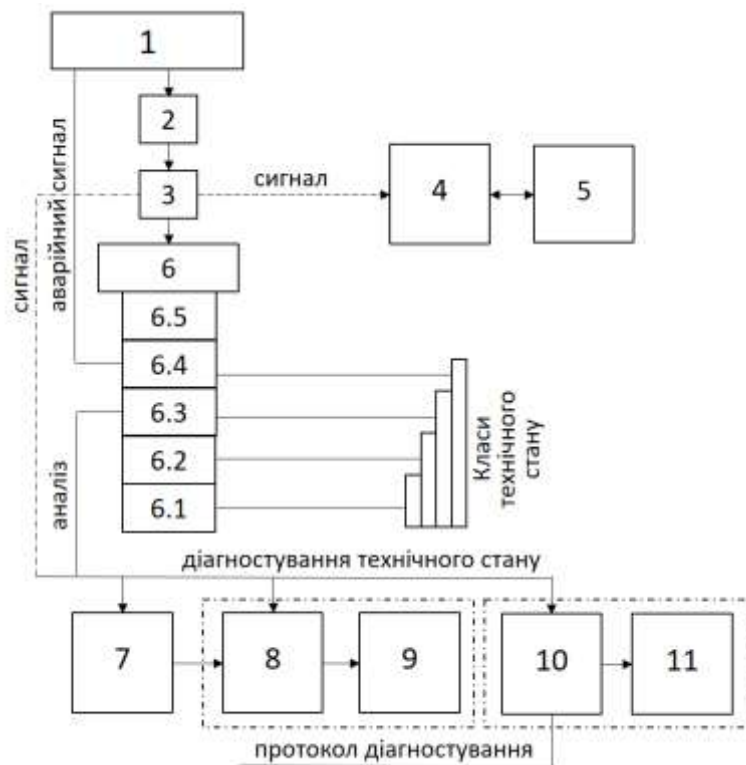 1
2
3
сигнал
4
5
аварійний сигнал
сигнал
6
6.5
6.4
6.3
6.2
6.1
Класи
технічного
стану
аналіз
діагностування технічного стану
7
8
9
10
11
протокол діагностування